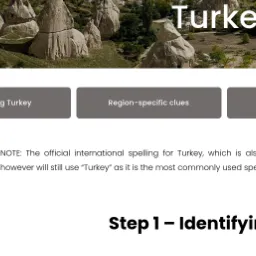 Turke
g Turkey
Region-specific clues
NOTE: The official international spelling for Turkey, which is als
however will still use “Turkey” as it is the most commonly used spe
Step 1 – Identifyi